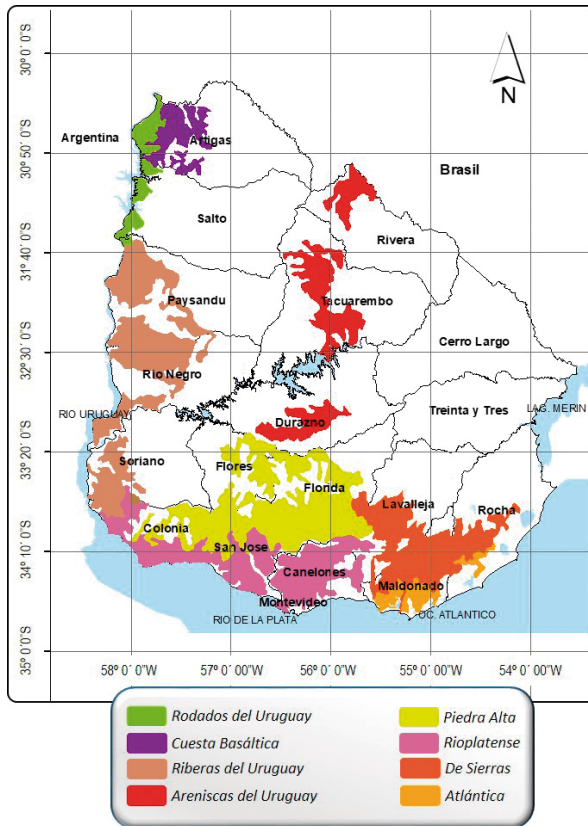 30° 0' 0"S
30° 50' 0"S
31° 40' 0"S
32° 30' 0"S
33° 20' 0"S
34° 10' 0"S
35° 0' 0"S
N
Argentina
Artigas
Brasil
Salto
Rivera
Paysandu
Tacuarembo
Cerro Largo
Rio Negro
RIO URUGUAY
Durazno
Treinta y Tres
LAG. MERIN
Soriano
Flores
Florida
Lavalleja
Rocha
Colonia
San Jose
Canelones
Maldonado
Montevideo
RIO DE LA PLATA
OC. ATLANTICO
58° 0' 0"W
57° 0' 0"W
56° 0' 0"W
55° 0' 0"W
54° 0' 0"W
Rodados del Uruguay
Cuesta Basáltica
Riberas del Uruguay
Areniscas del Uruguay
Piedra Alta
Rioplatense
De Sierras
Atlántica